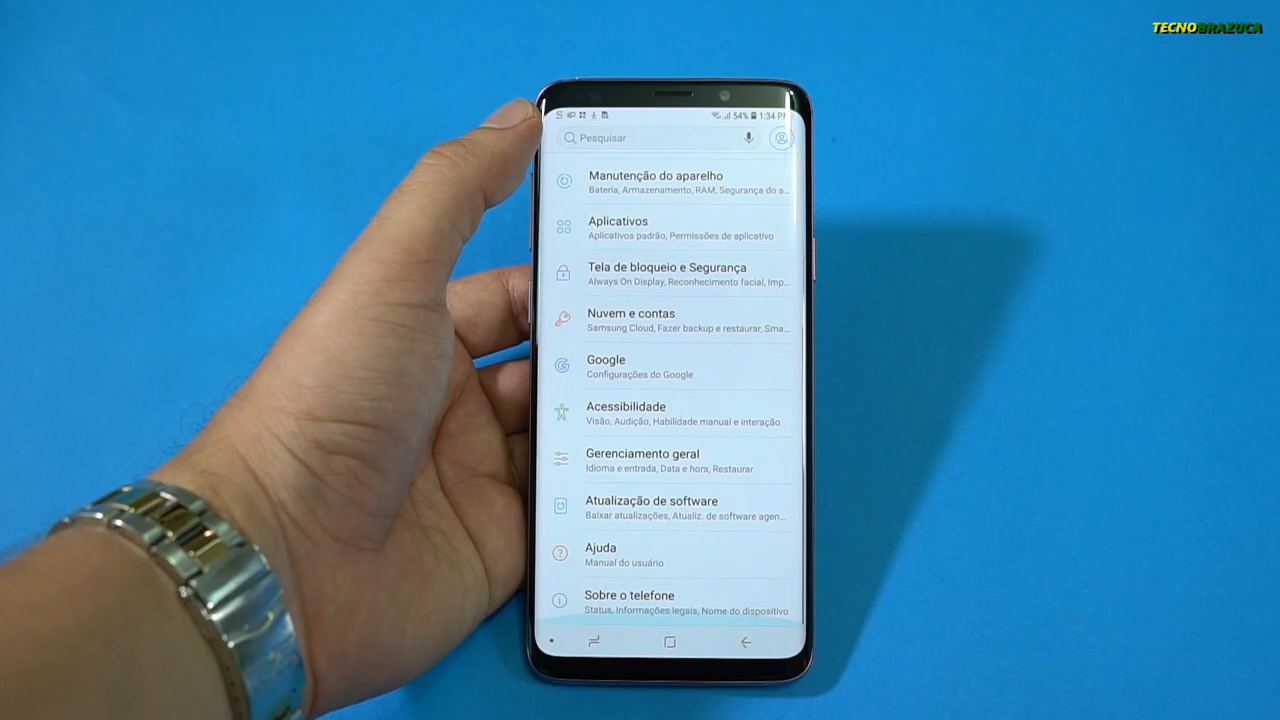 TECNOBRAZUCA
54% 1:34 P
Pesquisar
Manutenção do aparelho
Bateria, Armazenamento, RAM, Segurança do a...
Aplicativos
Aplicativos padrão, Permissões de aplicativo
Tela de bloqueio e Segurança
Always On Display, Reconhecimento facial, Imp...
Nuvem e contas
Samsung Cloud, Fazer backup e restaurar, Sma...
Google
Configurações do Google
Acessibilidade
Visão, Audição, Habilidade manual e interação
Gerenciamento geral
Idioma e entrada, Data e hora, Restaurar
Atualização de software
Baixar atualizações, Atualiz. de software agen...
Ajuda
Manual do usuário
Sobre o telefone
Status, Informações legais, Nome do dispositivo